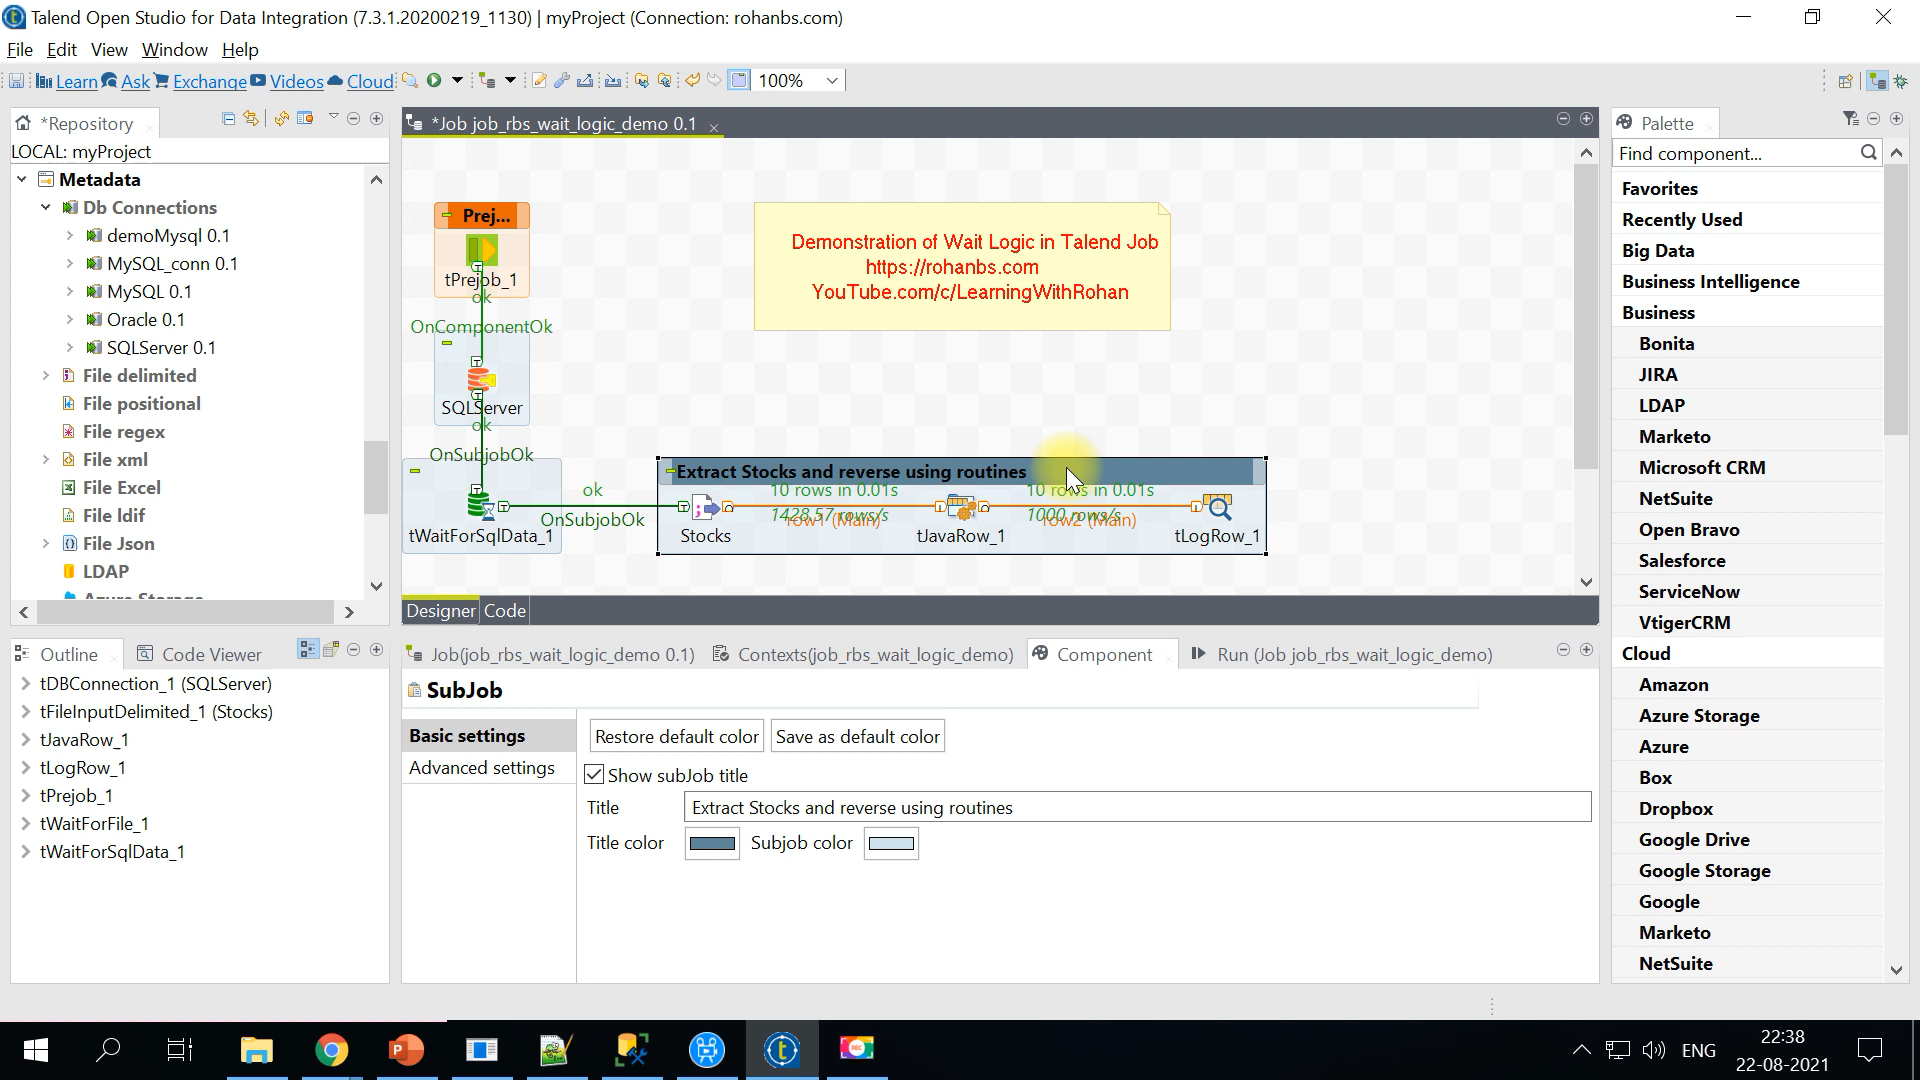 Talend Open Studio for Data Integration (7.3.1.20200219_1130) | myProject (Connection: rohanbs.com)
File Edit View Window Help
Learn Ask Exchange Videos Cloud 100%
*Repository
LOCAL: myProject
Metadata
Db Connections
demoMysql 0.1
MySQL_conn 0.1
MySQL 0.1
Oracle 0.1
SQLServer 0.1
File delimited
File positional
File regex
File xml
File Excel
File ldif
File Json
LDAP
Azure Storage
Outline Code Viewer
tDBConnection_1 (SQLServer)
tFileInputDelimited_1 (Stocks)
tJavaRow_1
tLogRow_1
tPrejob_1
tWaitForFile_1
tWaitForSqlData_1
*Job job_rbs_wait_logic_demo 0.1
Prej...
tPrejob_1
ok
OnComponentOk
SQLServer
ok
OnSubjobOk
tWaitForSqlData_1
ok
OnSubjobOk
Demonstration of Wait Logic in Talend Job
https://rohanbs.com
YouTube.com/c/LearningWithRohan
Extract Stocks and reverse using routines
10 rows in 0.01s
1428.57 rows/s
row1 (Main)
10 rows in 0.01s
1000 rows/s
row2 (Main)
Stocks
tJavaRow_1
tLogRow_1
Designer Code
Job(job_rbs_wait_logic_demo 0.1) Contexts(job_rbs_wait_logic_demo) Component Run (Job job_rbs_wait_logic_demo)
SubJob
Basic settings
Advanced settings
Restore default color Save as default color
Show subJob title
Title Extract Stocks and reverse using routines
Title color Subjob color
Palette
Find component...
Favorites
Recently Used
Big Data
Business Intelligence
Business
Bonita
JIRA
LDAP
Marketo
Microsoft CRM
NetSuite
Open Bravo
Salesforce
ServiceNow
VtigerCRM
Cloud
Amazon
Azure Storage
Azure
Box
Dropbox
Google Drive
Google Storage
Google
Marketo
NetSuite
ENG
22:38
22-08-2021